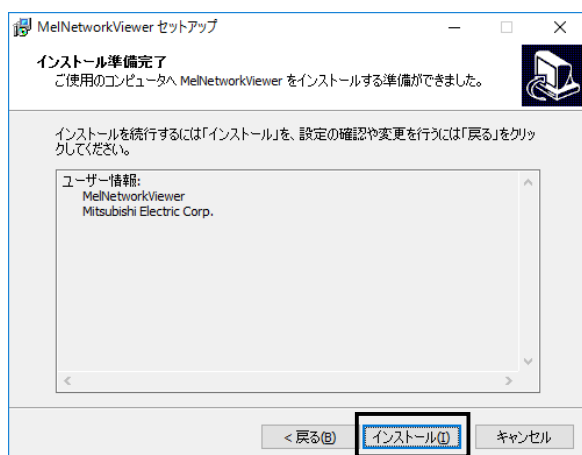 MelNetworkViewer セットアップ
インストール準備完了
ご使用のコンピュータへ MelNetworkViewer をインストールする準備ができました。
インストールを続行するには「インストール」を、設定の確認や変更を行うには「戻る」をクリッ
クしてください。
ユーザー情報:
MelNetworkViewer
Mitsubishi Electric Corp.
< 戻る(B)
インストール(I)
キャンセル